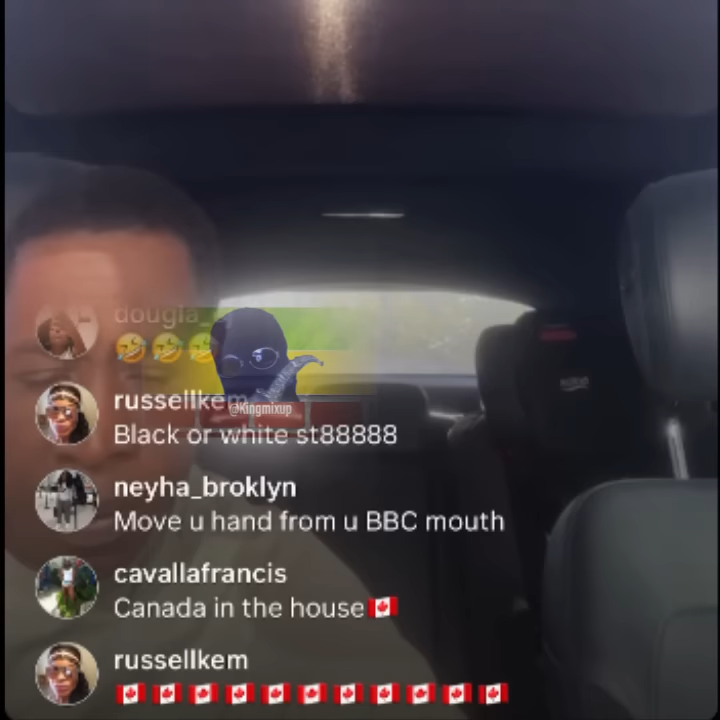 dougla_
🤣🤣🤣
russellkem
@Kingmixup
Black or white st88888
neyha_broklyn
Move u hand from u BBC mouth
cavallafrancis
Canada in the house🇨🇦
russellkem
🇨🇦🇨🇦🇨🇦🇨🇦🇨🇦🇨🇦🇨🇦🇨🇦🇨🇦🇨🇦🇨🇦